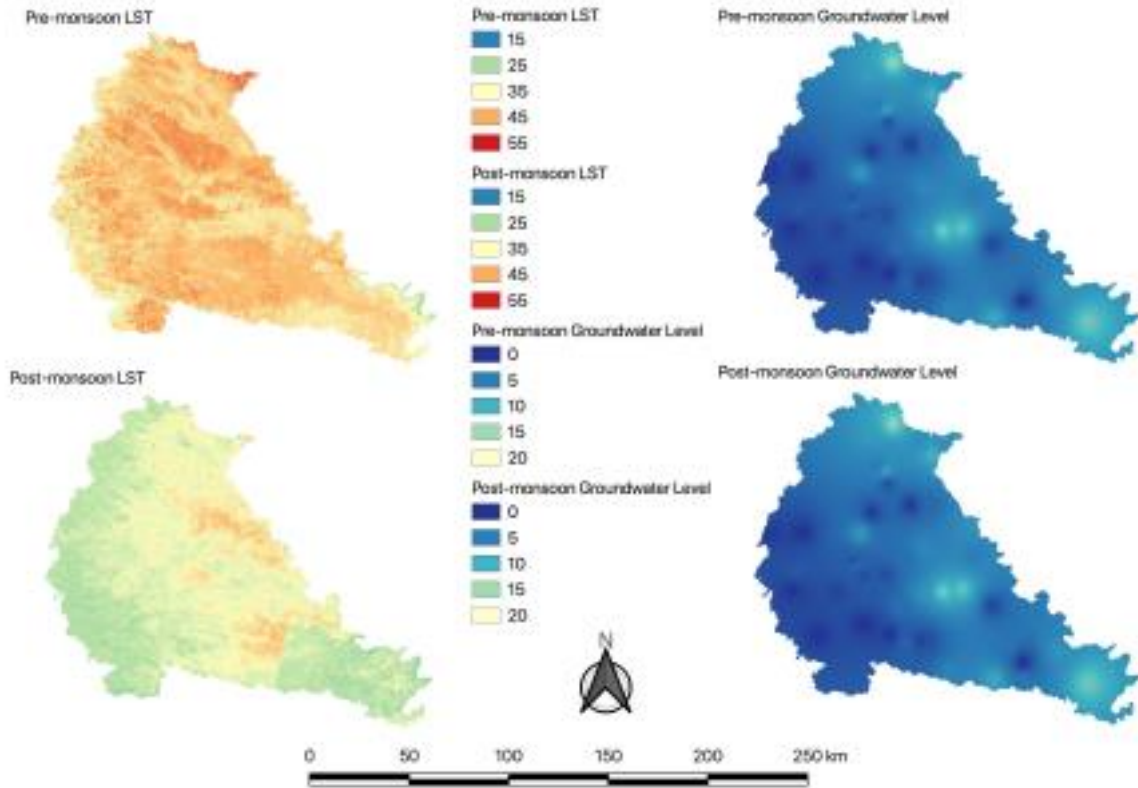 Pre-monsoon LST
Pre-monsoon LST
15
25
35
45
55
Post-monsoon LST
15
25
35
45
55
Pre-monsoon Groundwater Level
0
5
10
15
20
Post-monsoon Groundwater Level
0
5
10
15
20
Pre-monsoon Groundwater Level
Post-monsoon LST
Post-monsoon Groundwater Level
N
0 50 100 150 200 250 km